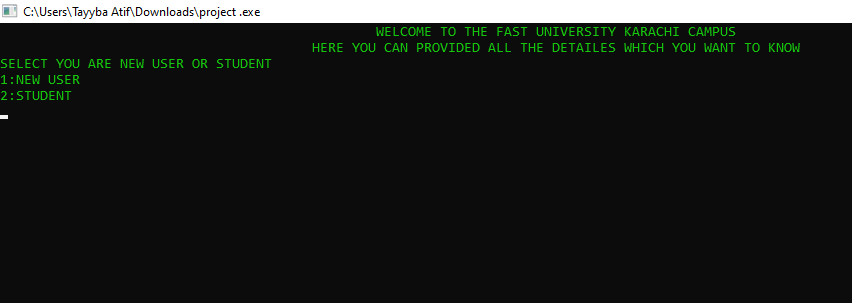 C:\Users\Tayyba Atif\Downloads\project .exe
WELCOME TO THE FAST UNIVERSITY KARACHI CAMPUS
HERE YOU CAN PROVIDED ALL THE DETAILES WHICH YOU WANT TO KNOW
SELECT YOU ARE NEW USER OR STUDENT
1:NEW USER
2:STUDENT